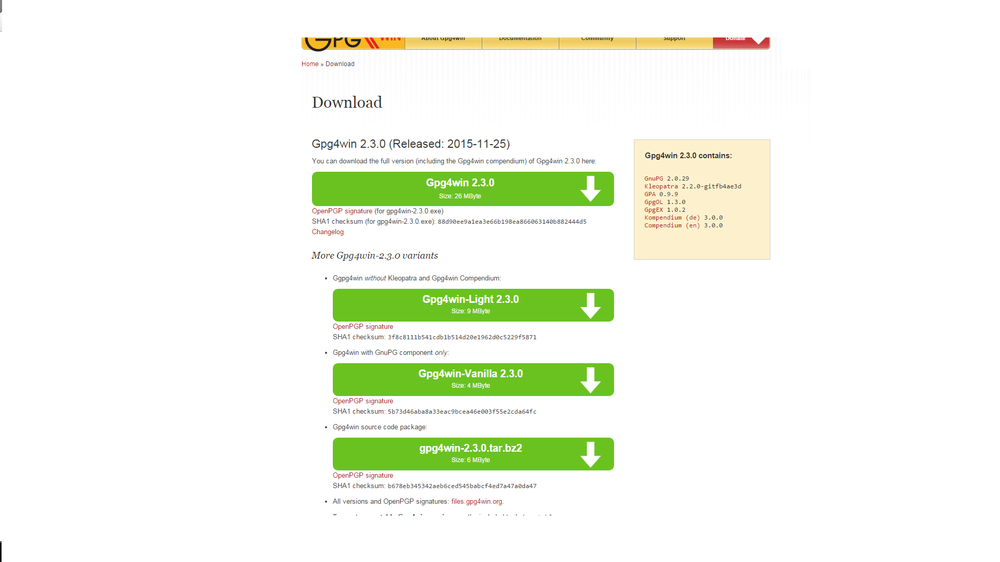 GPG WIN
About Gpg4win
Documentation
Community
Support
Donate
Home » Download
Download
Gpg4win 2.3.0 (Released: 2015-11-25)
You can download the full version (including the Gpg4win compendium) of Gpg4win 2.3.0 here:
Gpg4win 2.3.0
Size: 26 MByte
OpenPGP signature (for gpg4win-2.3.0.exe)
SHA1 checksum (for gpg4win-2.3.0.exe): 88d90ee9a1ea3e66b198ea866063140b882444d5
Changelog
More Gpg4win-2.3.0 variants
• Ggpg4win without Kleopatra and Gpg4win Compendium:
Gpg4win-Light 2.3.0
Size: 9 MByte
OpenPGP signature
SHA1 checksum: 3f8c8111b541cdb1b514d20e1962d0c5229f5871
• Gpg4win with GnuPG component only:
Gpg4win-Vanilla 2.3.0
Size: 4 MByte
OpenPGP signature
SHA1 checksum: 5b73d46aba8a33eac9bcea46e003f55e2cda64fc
• Gpg4win source code package:
gpg4win-2.3.0.tar.bz2
Size: 6 MByte
OpenPGP signature
SHA1 checksum: b678eb345342aeb6ced545babcf4ed7a47a0da47
• All versions and OpenPGP signatures: files.gpg4win.org.
Gpg4win 2.3.0 contains:
GnuPG 2.0.29
Kleopatra 2.2.0-gitfb4ae3d
GPA 0.9.9
GpgOL 1.3.0
GpgEX 1.0.2
Kompendium (de) 3.0.0
Compendium (en) 3.0.0